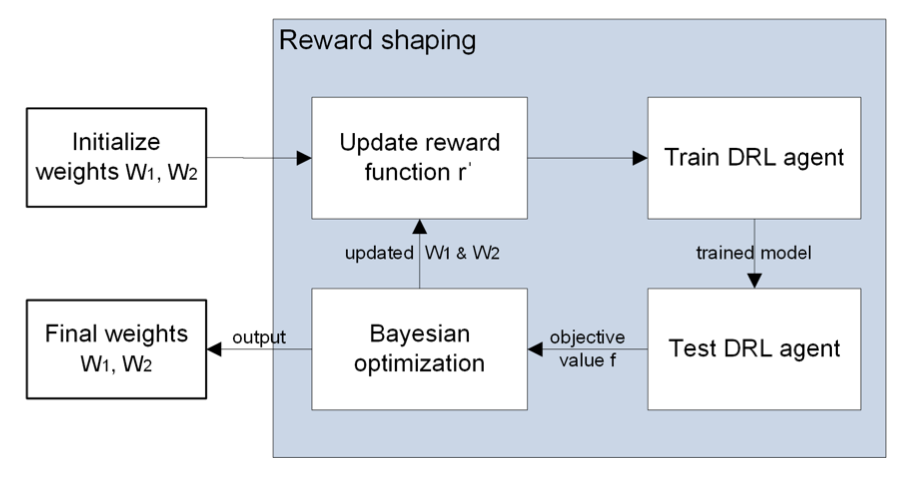 Reward shaping
Initialize
weights W1, W2
Update reward
function r'
Train DRL agent
updated W1 & W2
trained model
Final weights
W1, W2
output
Bayesian
optimization
objective
value f
Test DRL agent